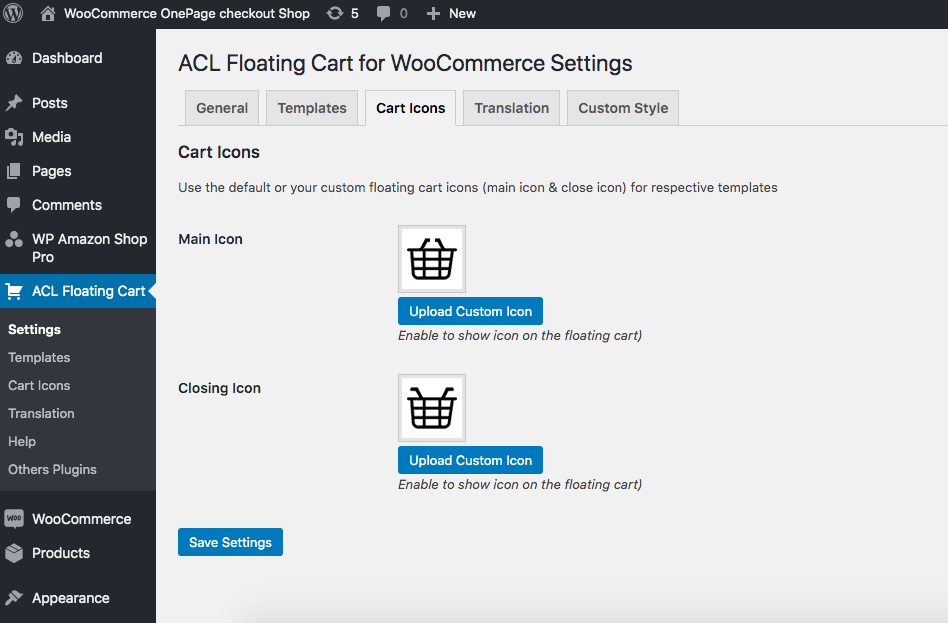 WooCommerce OnePage checkout Shop 5 0 New
Dashboard
Posts
Media
Pages
Comments
WP Amazon Shop
Pro
ACL Floating Cart
Settings
Templates
Cart Icons
Translation
Help
Others Plugins
WOO WooCommerce
Products
Appearance
ACL Floating Cart for WooCommerce Settings
General Templates Cart Icons Translation Custom Style
Cart Icons
Use the default or your custom floating cart icons (main icon & close icon) for respective templates
Main Icon
Upload Custom Icon
Enable to show icon on the floating cart)
Closing Icon
Upload Custom Icon
Enable to show icon on the floating cart)
Save Settings